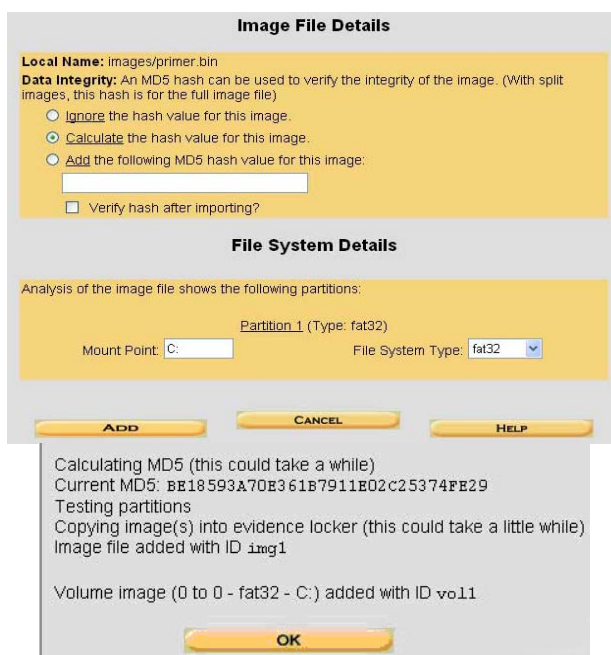 Image File Details
Local Name: images/primer.bin
Data Integrity: An MD5 hash can be used to verify the integrity of the image. (With split
images, this hash is for the full image file)
Ignore the hash value for this image.
Calculate the hash value for this image.
Add the following MD5 hash value for this image:
Verify hash after importing?
File System Details
Analysis of the image file shows the following partitions:
Partition 1 (Type: fat32)
Mount Point: C: File System Type: fat32
ADD CANCEL HELP
Calculating MD5 (this could take a while)
Current MD5: BE18593A70E361B7911E02C25374FE29
Testing partitions
Copying image(s) into evidence locker (this could take a little while)
Image file added with ID img1
Volume image (0 to 0 - fat32 - C:) added with ID vol1
OK